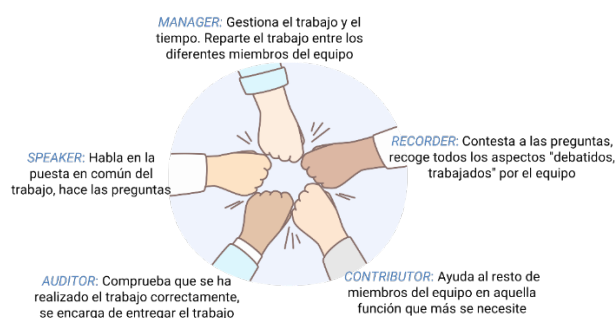 MANAGER: Gestiona el trabajo y el
tiempo. Reparte el trabajo entre los
diferentes miembros del equipo
SPEAKER: Habla en la
puesta en común del
trabajo, hace las preguntas
RECORDER: Contesta a las preguntas,
recoge todos los aspectos "debatidos,
trabajados" por el equipo
AUDITOR: Comprueba que se ha
realizado el trabajo correctamente,
se encarga de entregar el trabajo
CONTRIBUTOR: Ayuda al resto de
miembros del equipo en aquella
función que más se necesite